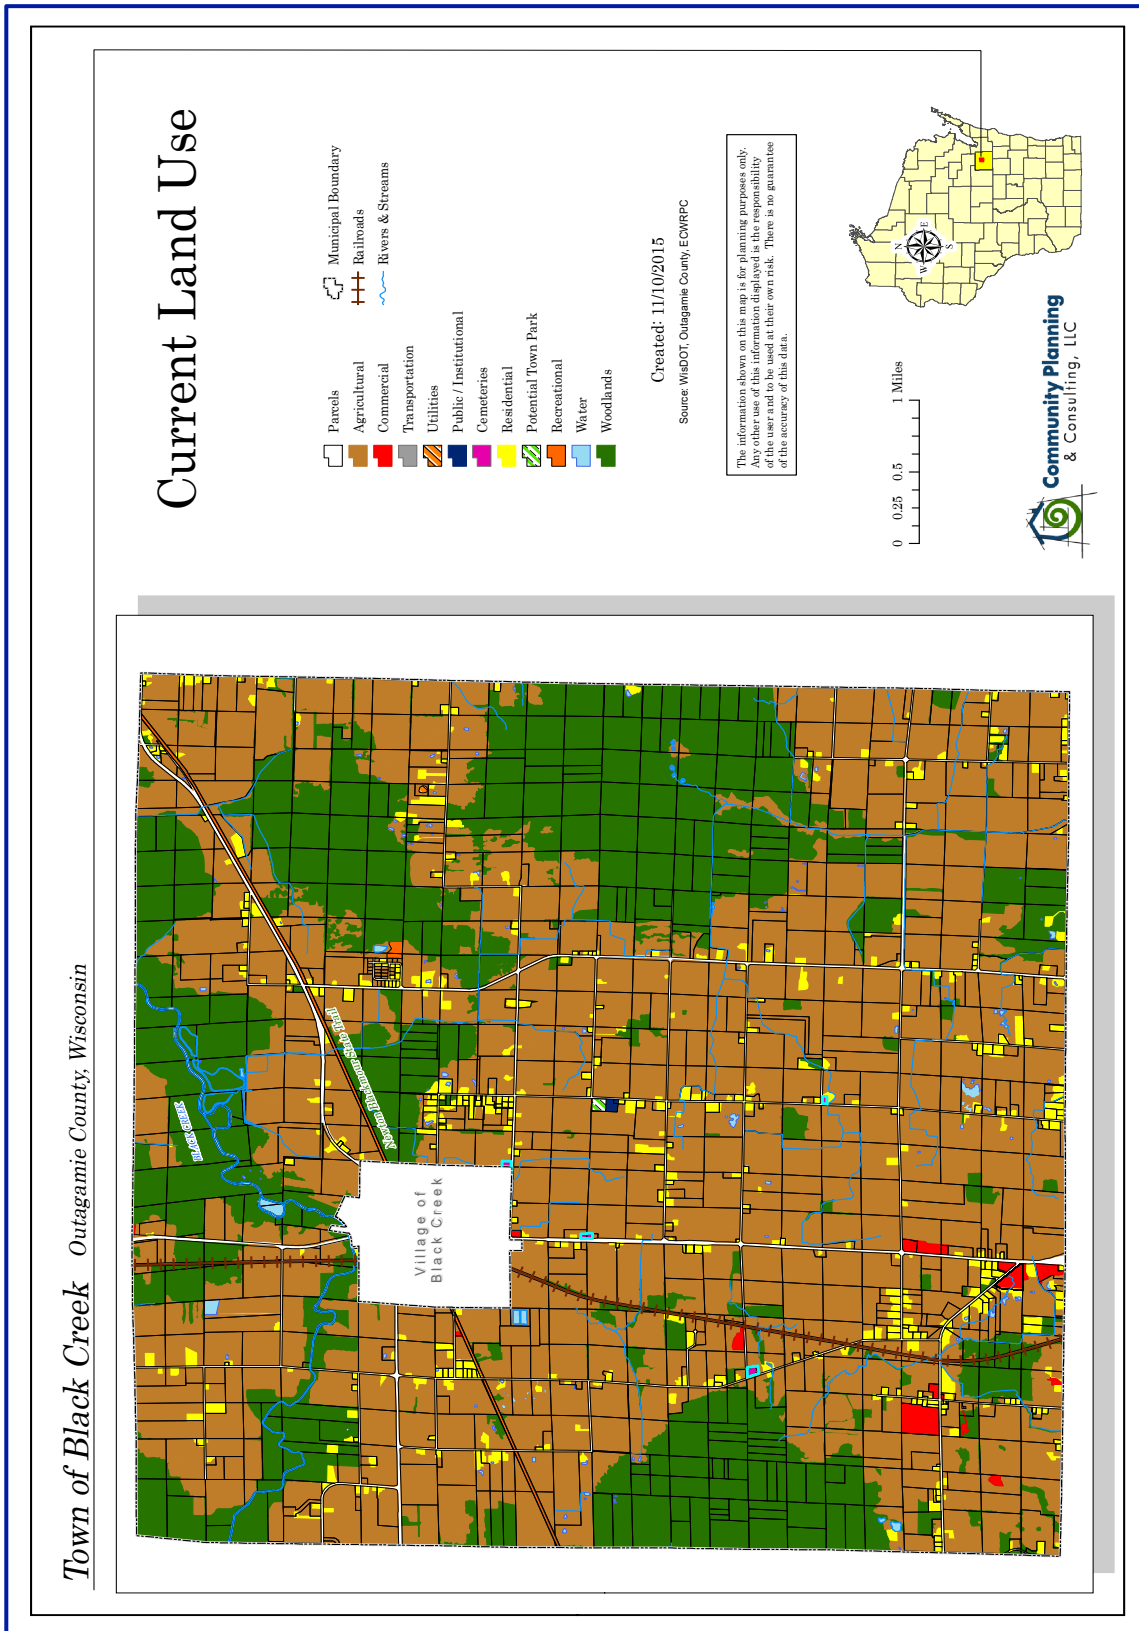 Town of Black Creek
Outagamie County, Wisconsin
Current Land Use
Parcels
Agricultural
Commercial
Transportation
Utilities
Public / Institutional
Cemeteries
Residential
Potential Town Park
Recreational
Water
Woodlands
Municipal Boundary
Railroads
Rivers & Streams
Created: 11/10/2015
Source: WisDOT, Outagamie County, ECWRPC
The information shown on this map is for planning purposes only.
Any other use of this information displayed is the responsibility
of the user and to be used at their own risk. There is no guarantee
of the accuracy of this data.
0 0.25 0.5 1 Miles
N
W E
S
Community Planning
& Consulting, LLC
BLACK CREEK
Newton Blackmour State Trail
Village of
Black Creek